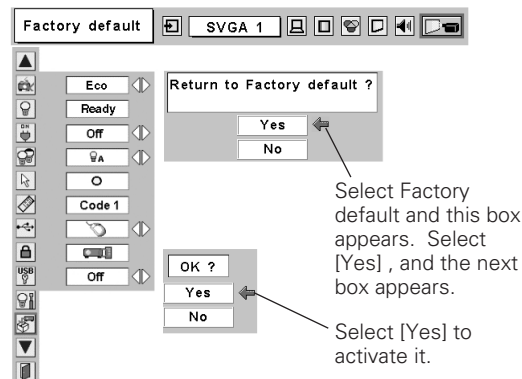 Factory default
SVGA 1
Eco
Return to Factory default ?
Ready
Yes
ON
Off
No
A
Code 1
Select Factory
default and this box
appears. Select
[Yes] , and the next
box appears.
OK ?
USB
Off
Yes
No
Select [Yes] to
activate it.